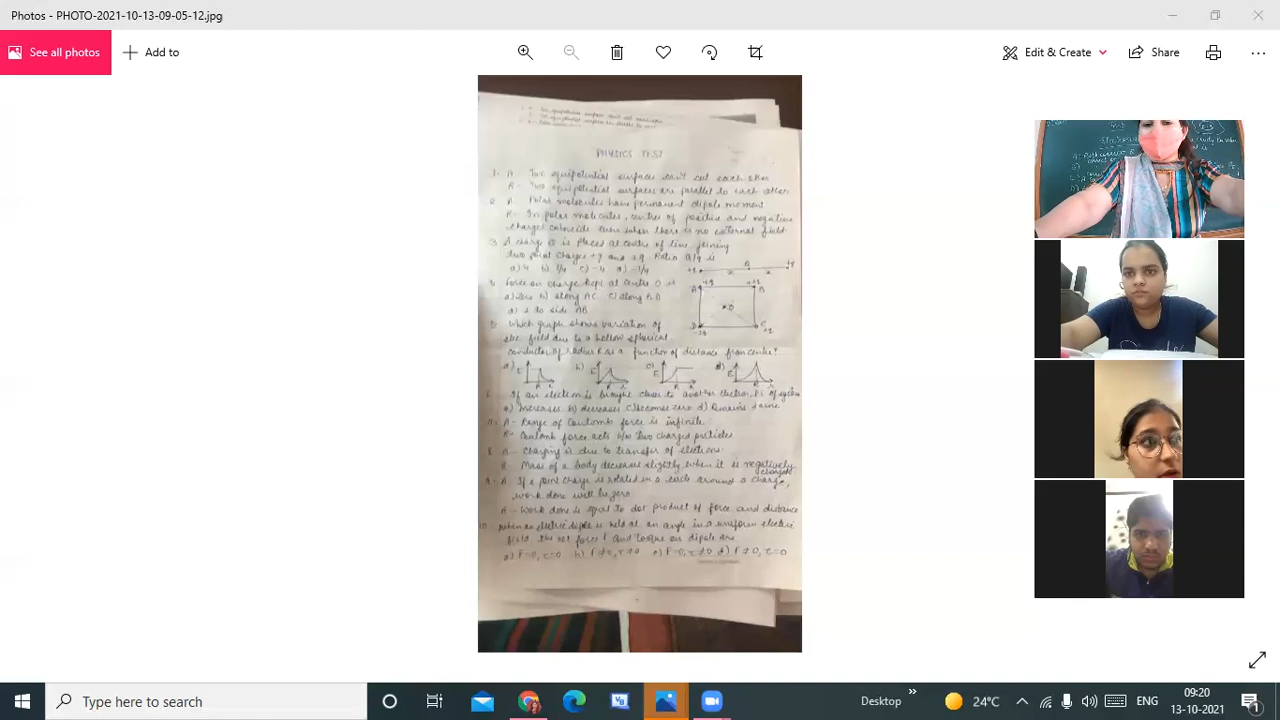 Photos - PHOTO-2021-10-13-09-05-12.jpg
See all photos
Add to
Edit & Create
Share
PHYSICS TEST
1. A Two equipotential surfaces can't cut each other
R- Two equipotential surfaces are parallel to each other
2. A Polar molecules have permanent dipole moment
R- In polar molecules, centres of positive and negative
charges coincide even when there is no external field
3. A charge Q is placed at centre of line joining
two point charges +q and +q. Ratio Q/q is
a) 4 b) 1/4 c) -4 d) -1/4
+q Q +q
x x
Force on charge kept at centre O is
a) zero b) along AC c) along BD
d) ⊥ to side AB
A B
O
D C
Which graph shows variation of
elec field due to a hollow spherical
conductor of radius R as a function of distance from centre?
a) E R b) E R c) E R d) E R
If an electron is brought closer to another electron, P.E of system
a) Increases b) decreases c) becomes zero d) Remains same
A- Range of Coulomb force is infinite.
R- Coulomb force acts b/w two charged particles
8. A- Charging is due to transfer of electrons.
R Mass of a body decreases slightly when it is negatively
charged
9. A If a point charge is rotated in a circle around a charge,
work done will be zero
R- Work done is equal to dot product of force and distance
10. When an electric dipole is held at an angle in a uniform electric
field, the net force F and torque on dipole are
a) F=0, τ=0 b) F≠0, τ≠0 c) F=0, τ≠0 d) F≠0, τ=0
Type here to search
Desktop
24°C
ENG
09:20
13-10-2021